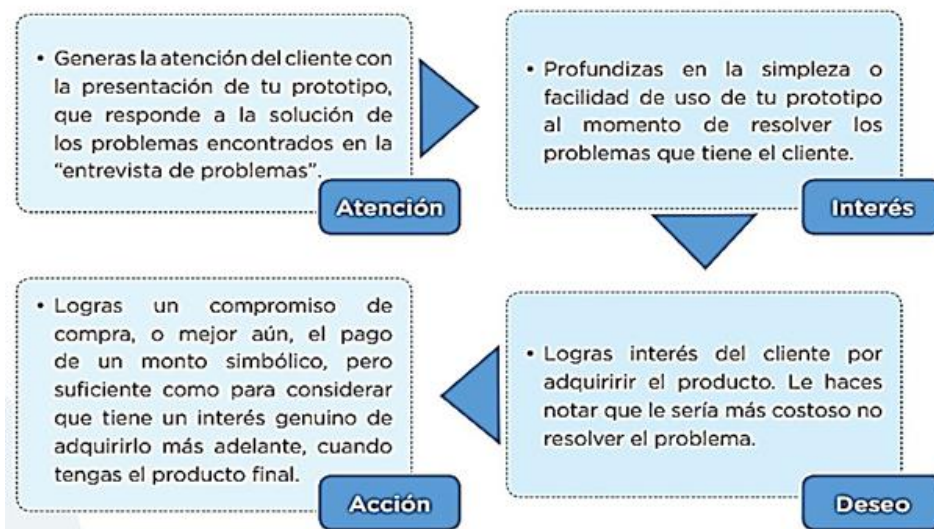 • Generas la atención del cliente con
la presentación de tu prototipo,
que responde a la solución de
los problemas encontrados en la
“entrevista de problemas”.
Atención
• Profundizas en la simpleza o
facilidad de uso de tu prototipo
al momento de resolver los
problemas que tiene el cliente.
Interés
• Logras interés del cliente por
adquiririr el producto. Le haces
notar que le sería más costoso no
resolver el problema.
Deseo
• Logras un compromiso de
compra, o mejor aún, el pago
de un monto simbólico, pero
suficiente como para considerar
que tiene un interés genuino de
adquirirlo más adelante, cuando
tengas el producto final.
Acción